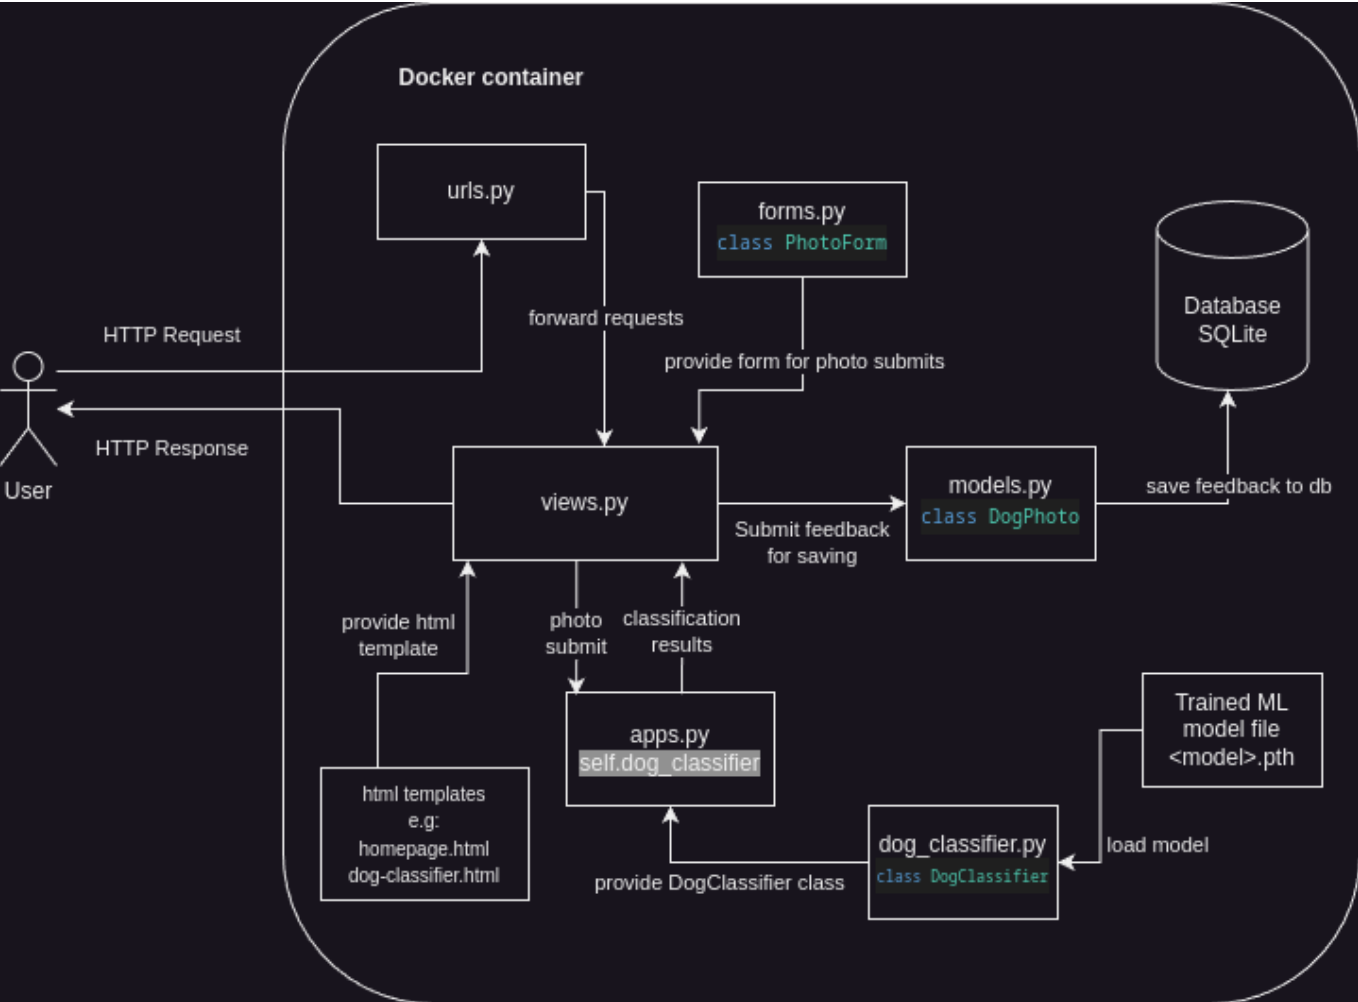 Docker container
urls.py
forms.py
class PhotoForm
Database
SQLite
HTTP Request
forward requests
provide form for photo submits
HTTP Response
User
views.py
models.py
class DogPhoto
save feedback to db
Submit feedback
for saving
provide html
template
photo
submit
classification
results
apps.py
self.dog_classifier
Trained ML
model file
<model>.pth
html templates
e.g:
homepage.html
dog-classifier.html
dog_classifier.py
class DogClassifier
load model
provide DogClassifier class